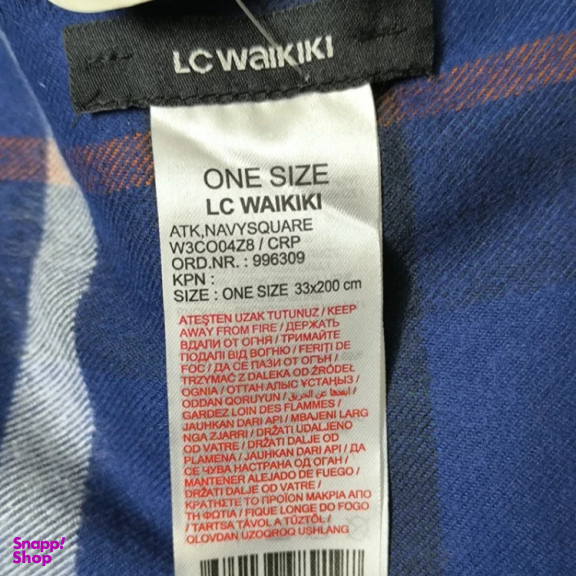 LC WAIKIKI
ONE SIZE
LC WAIKIKI
ATK,NAVYSQUARE
W3CO04Z8 / CRP
ORD.NR. : 996309
KPN :
SIZE : ONE SIZE 33x200 cm
ATEŞTEN UZAK TUTUNUZ / KEEP
AWAY FROM FIRE / ДЕРЖАТЬ
ВДАЛИ ОТ ОГНЯ / ТРИМАЙТЕ
ПОДАЛІ ВІД ВОГНЮ / FERIȚI DE
FOC / ДА СЕ ПАЗИ ОТ ОГЪН /
TRZYMAĆ Z DALEKA OD ŹRÓDEŁ
OGNIA / ОТТАН АЛЫС ҰСТАҢЫЗ /
ODDAN QORUYUN / ابعدها عن الحريق /
GARDEZ LOIN DES FLAMMES /
JAUHKAN DARI API / MBAJENI LARG
NGA ZJARRI / DRŽATI UDALJENO
OD VATRE / DRŽATI DALJE OD
PLAMENA / JAUHKAN DARI API / ДА
СЕ ЧУВА НАСТРАНА ОД ОГАН /
MANTENER ALEJADO DE FUEGO /
DRŽATI DALJE OD VATRE /
ΚΡΑΤΗΣΤΕ ΤΟ ΠΡΟΪΟΝ ΜΑΚΡΙΑ ΑΠΟ
ΤΗ ΦΩΤΙΑ / FIQUE LONGE DO FOGO
/ TARTSA TÁVOL A TŰZTŐL /
OLOVDAN UZOQROQ USHLANG
Snapp!
Shop